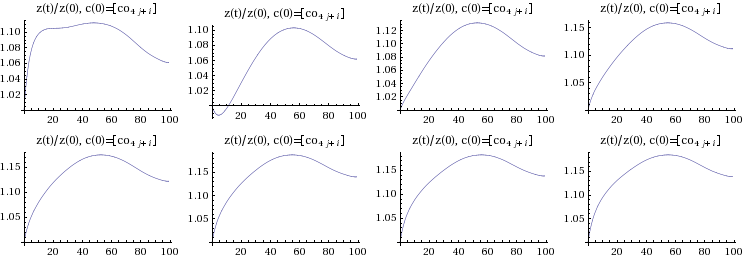 z(t)/z(0), c(0)=[co4 j+i] z(t)/z(0), c(0)=[co4 j+i] z(t)/z(0), c(0)=[co4 j+i] z(t)/z(0), c(0)=[co4 j+i]
1.10 1.10 1.12 1.15
1.08 1.08 1.10
1.06 1.06 1.08 1.10
1.04 1.04 1.06
1.02 1.02 1.04 1.05
1.02
20 40 60 80 100 20 40 60 80 100 20 40 60 80 100 20 40 60 80 100
z(t)/z(0), c(0)=[co4 j+i] z(t)/z(0), c(0)=[co4 j+i] z(t)/z(0), c(0)=[co4 j+i] z(t)/z(0), c(0)=[co4 j+i]
1.15 1.15 1.15 1.15
1.10 1.10 1.10 1.10
1.05 1.05 1.05 1.05
20 40 60 80 100 20 40 60 80 100 20 40 60 80 100 20 40 60 80 100